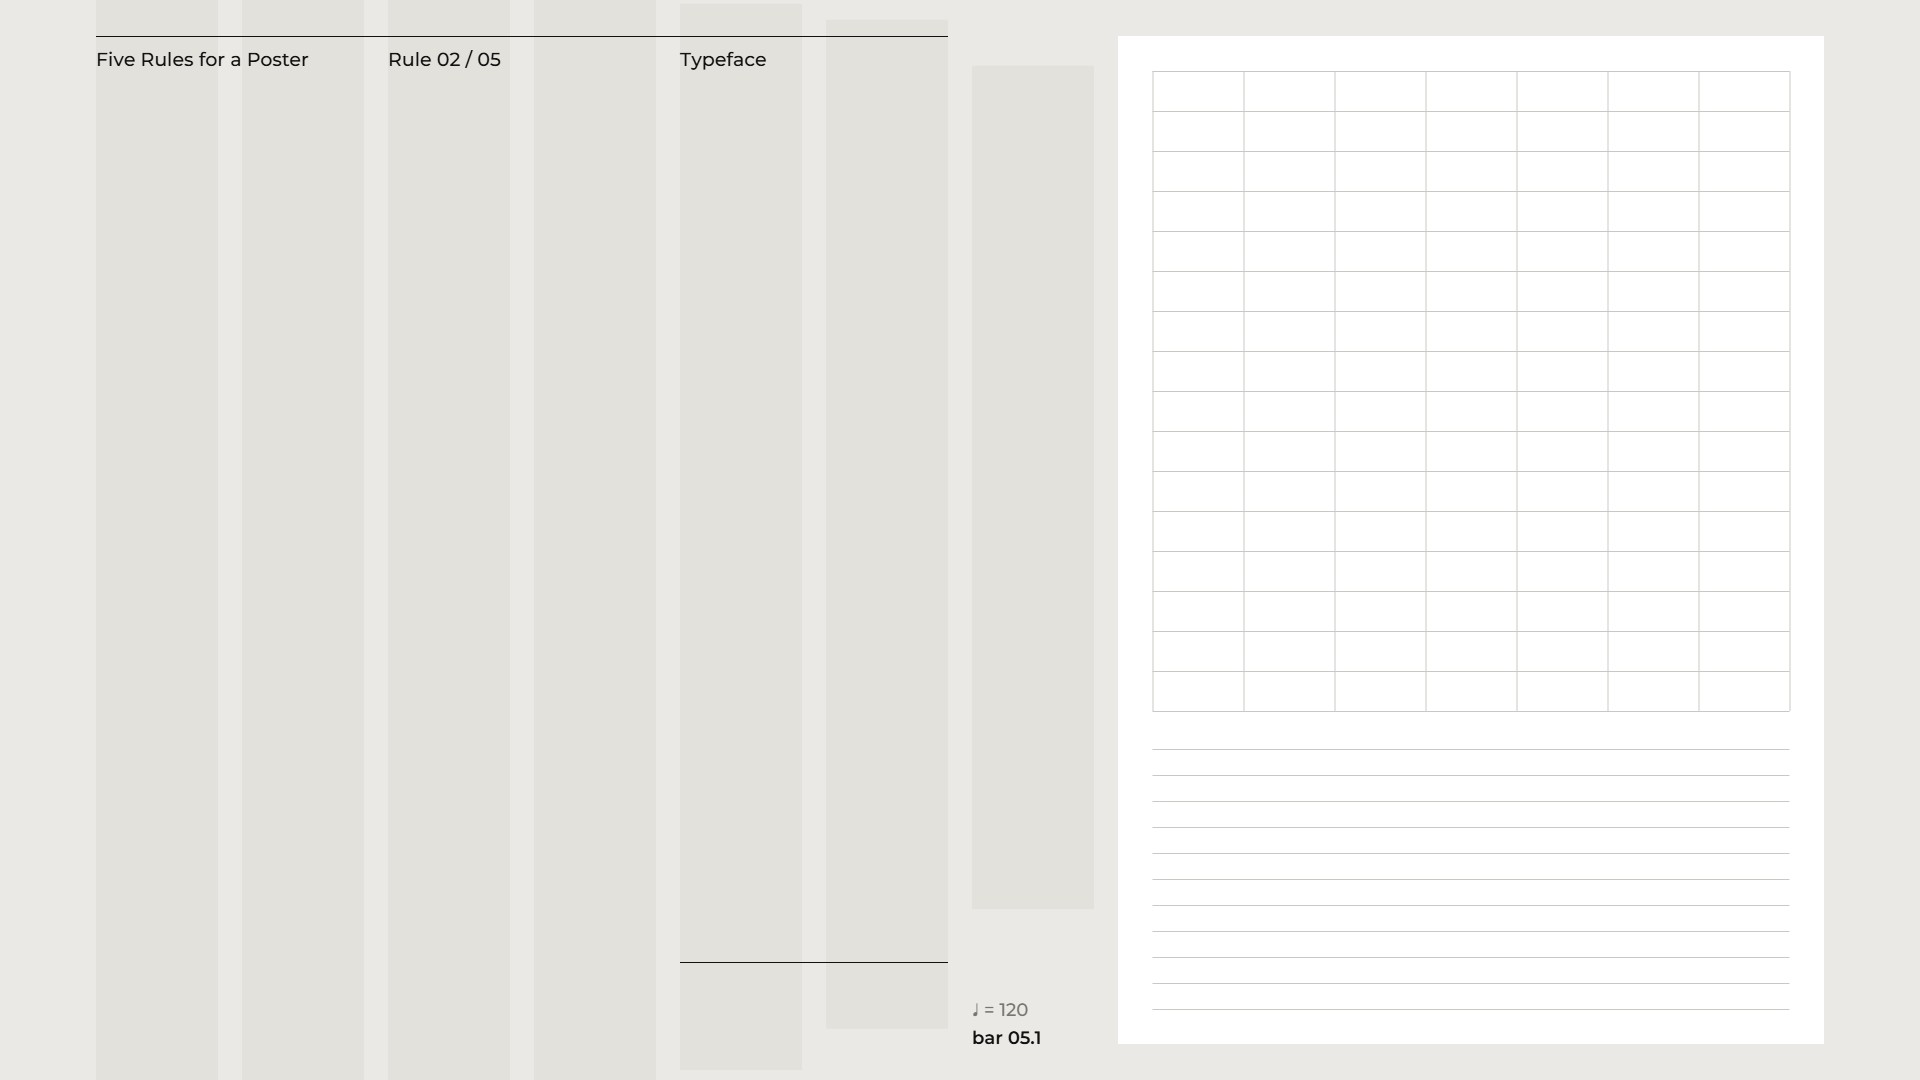 Five Rules for a Poster
Rule 02 / 05
Typeface
♩ = 120
bar 05.1